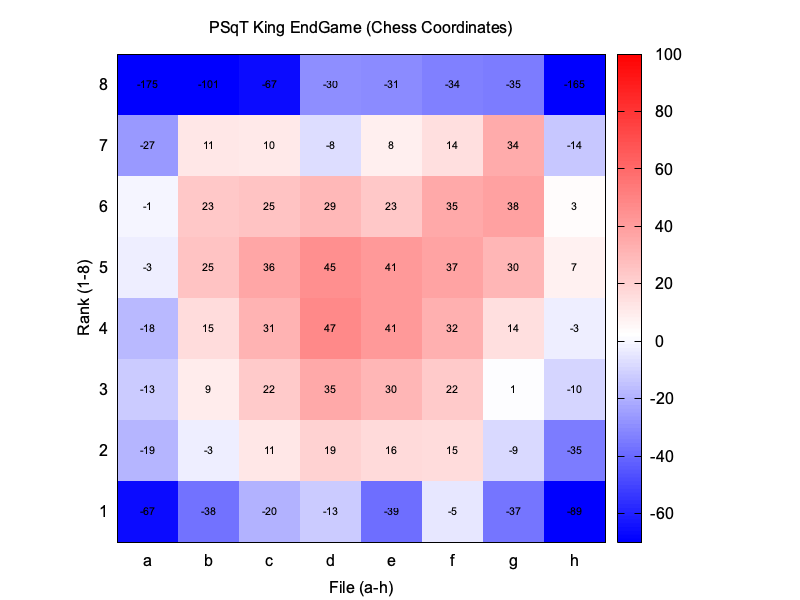 PSqT King EndGame (Chess Coordinates)
100
8 -175 -101 -67 -30 -31 -34 -35 -165
80
7 -27 11 10 -8 8 14 34 -14
60
6 -1 23 25 29 23 35 38 3
40
5 -3 25 36 45 41 37 30 7
20
Rank (1-8)
4 -18 15 31 47 41 32 14 -3
0
3 -13 9 22 35 30 22 1 -10
-20
2 -19 -3 11 19 16 15 -9 -35
-40
1 -67 -38 -20 -13 -39 -5 -37 -89
-60
a b c d e f g h
File (a-h)